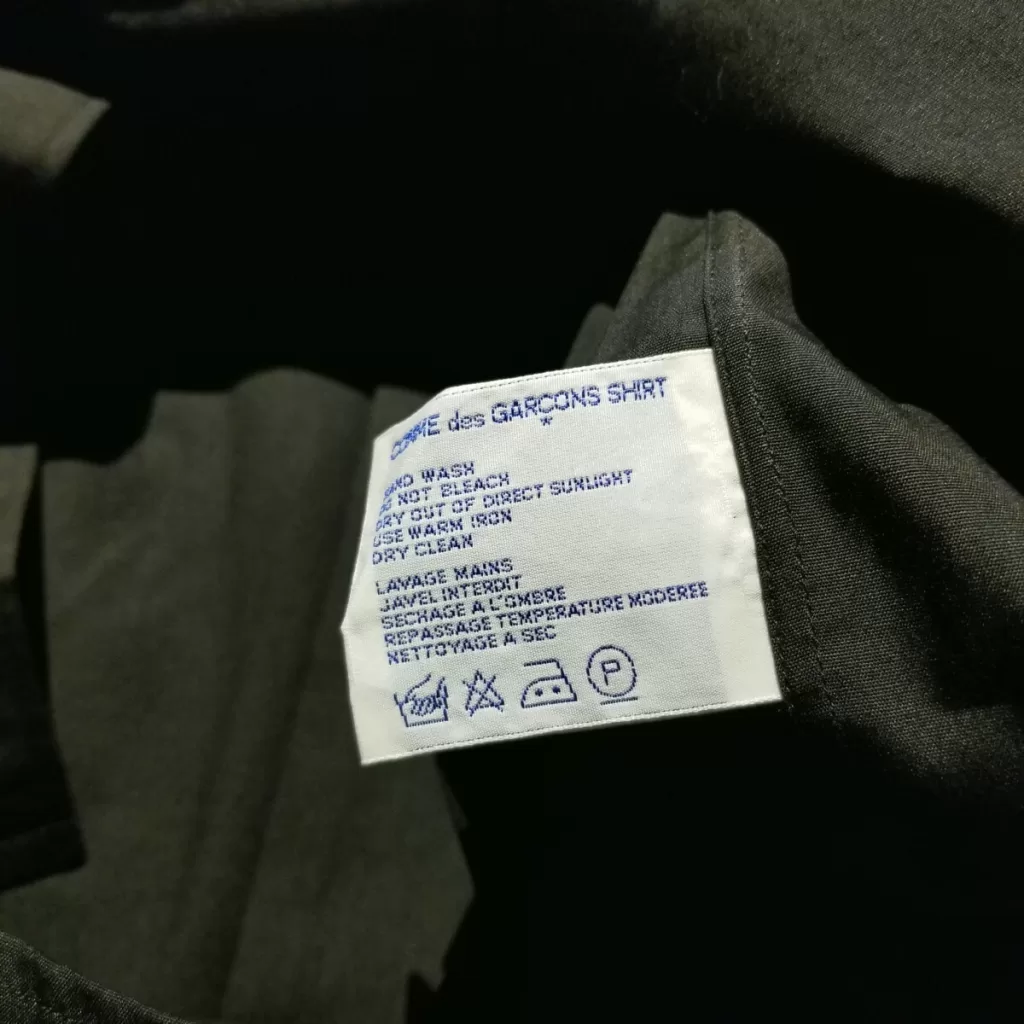 COMME des GARÇONS SHIRT
*
HAND WASH
DO NOT BLEACH
DRY OUT OF DIRECT SUNLIGHT
USE WARM IRON
DRY CLEAN
LAVAGE MAINS
JAVEL INTERDIT
SECHAGE A L'OMBRE
REPASSAGE TEMPERATURE MODEREE
NETTOYAGE A SEC
P